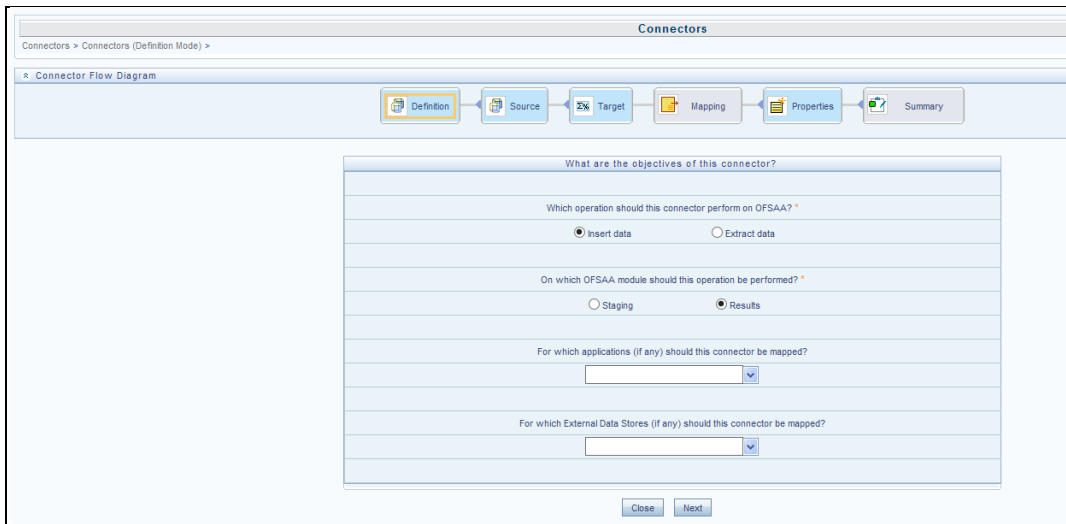 Connectors
Connectors > Connectors (Definition Mode) >
Connector Flow Diagram
Definition Source Σ% Target Mapping Properties Summary
What are the objectives of this connector?
Which operation should this connector perform on OFSAA? *
Insert data Extract data
On which OFSAA module should this operation be performed? *
Staging Results
For which applications (if any) should this connector be mapped?
For which External Data Stores (if any) should this connector be mapped?
Close Next